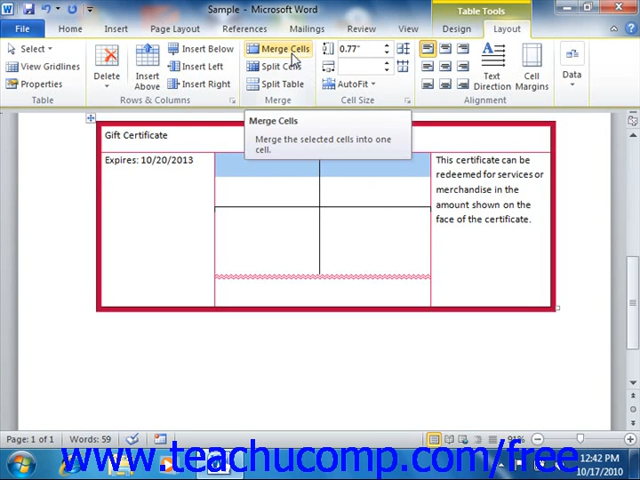 Sample - Microsoft Word
Table Tools
File Home Insert Page Layout References Mailings Review View Design Layout
Select
View Gridlines
Properties
Table
Delete
Insert Above
Insert Below
Insert Left
Insert Right
Rows & Columns
Merge Cells
Split Cells
Split Table
Merge
0.77"
AutoFit
Cell Size
Text Direction
Cell Margins
Alignment
Data
Merge Cells
Merge the selected cells into one
cell.
Gift Certificate
Expires: 10/20/2013
This certificate can be
redeemed for services or
merchandise in the
amount shown on the
face of the certificate.
Page: 1 of 1 Words: 59 91%
www.teachucomp.com/free
12:42 PM
10/17/2010